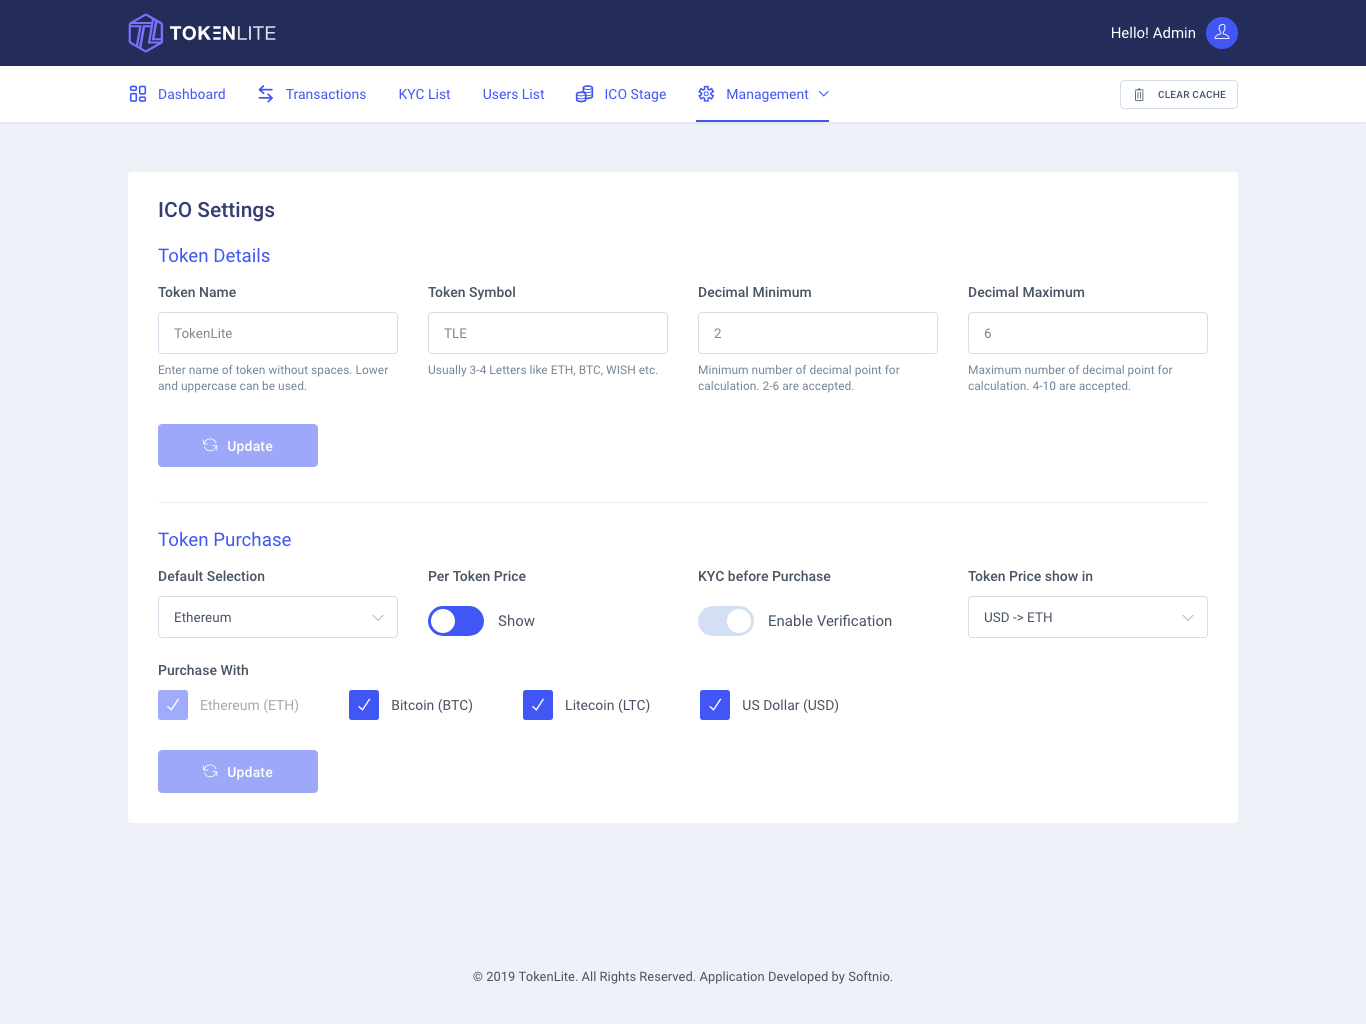 TOKENLITE
Hello! Admin
Dashboard
Transactions
KYC List
Users List
ICO Stage
Management
CLEAR CACHE
ICO Settings
Token Details
Token Name
Token Symbol
Decimal Minimum
Decimal Maximum
TokenLite
TLE
2
6
Enter name of token without spaces. Lower
and uppercase can be used.
Usually 3-4 Letters like ETH, BTC, WISH etc.
Minimum number of decimal point for
calculation. 2-6 are accepted.
Maximum number of decimal point for
calculation. 4-10 are accepted.
Update
Token Purchase
Default Selection
Per Token Price
KYC before Purchase
Token Price show in
Ethereum
Show
Enable Verification
USD -> ETH
Purchase With
Ethereum (ETH)
Bitcoin (BTC)
Litecoin (LTC)
US Dollar (USD)
Update
© 2019 TokenLite. All Rights Reserved. Application Developed by Softnio.